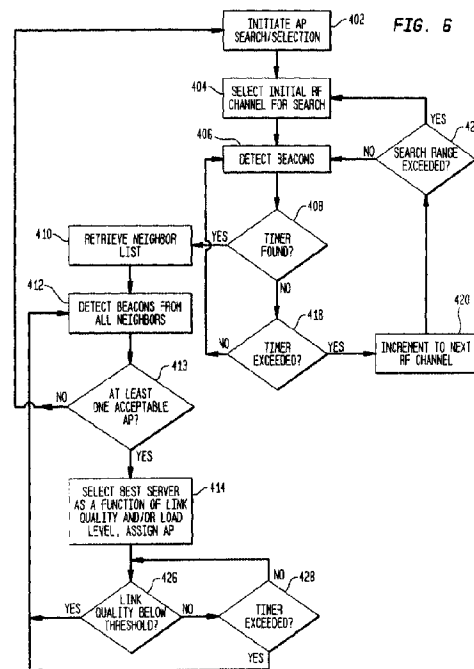 FIG. 6
INITIATE AP
SEARCH/SELECTION
402
404
SELECT INITIAL RF
CHANNEL FOR SEARCH
406
DETECT BEACONS
YES
42
SEARCH RANGE
EXCEEDED?
NO
408
TIMER
FOUND?
YES
NO
410
RETRIEVE NEIGHBOR
LIST
412
DETECT BEACONS
FROM ALL NEIGHBORS
418
TIMER
EXCEEDED?
NO
YES
420
INCREMENT TO NEXT
RF CHANNEL
413
AT LEAST
ONE ACCEPTABLE
AP?
NO
YES
414
SELECT BEST SERVER
AS A FUNCTION OF LINK
QUALITY AND/OR LOAD
LEVEL, ASSIGN AP
426
LINK
QUALITY BELOW
THRESHOLD?
YES
NO
428
TIMER
EXCEEDED?
NO
YES